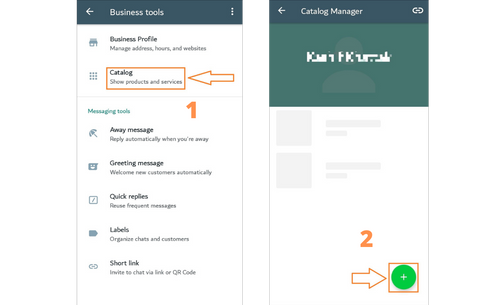 Business tools
Business Profile
Manage address, hours, and websites
Catalog
Show products and services
1
Messaging tools
Away message
Reply automatically when you're away
Greeting message
Welcome new customers automatically
Quick replies
Reuse frequent messages
Labels
Organize chats and customers
Short link
Invite to chat via link or QR Code
Catalog Manager
2